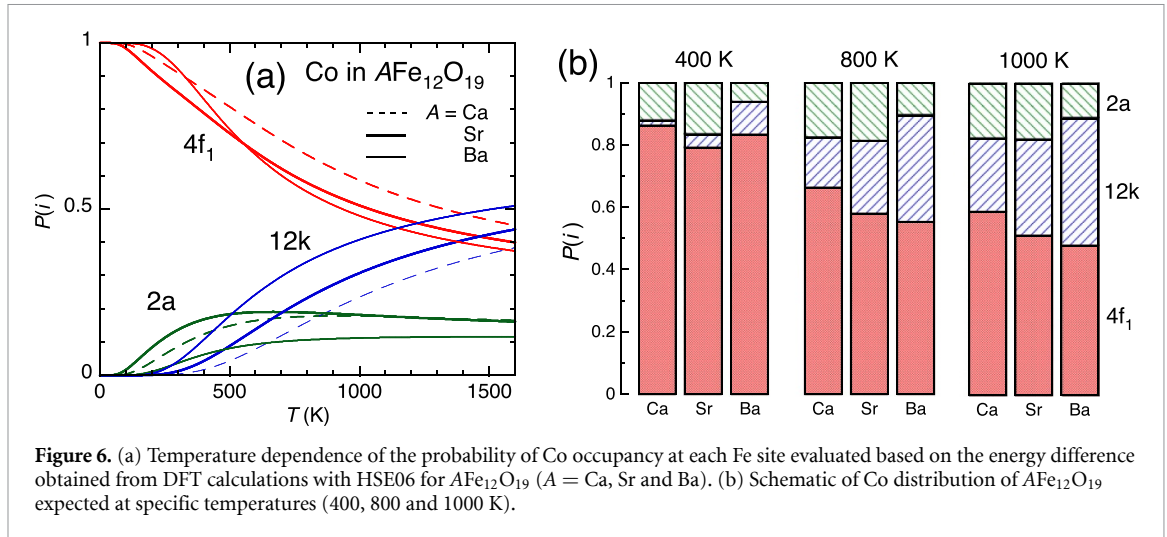 (a) Co in AFe₁₂O₁₉
A = Ca
Sr
Ba
4f₁
12k
2a
P(i)
1
0.5
0
0 500 1000 1500
T (K)
(b) 400 K 800 K 1000 K
P(i)
1
0.8
0.6
0.4
0.2
0
2a
12k
4f₁
Ca Sr Ba Ca Sr Ba Ca Sr Ba
Figure 6. (a) Temperature dependence of the probability of Co occupancy at each Fe site evaluated based on the energy difference
obtained from DFT calculations with HSE06 for AFe₁₂O₁₉ (A = Ca, Sr and Ba). (b) Schematic of Co distribution of AFe₁₂O₁₉
expected at specific temperatures (400, 800 and 1000 K).